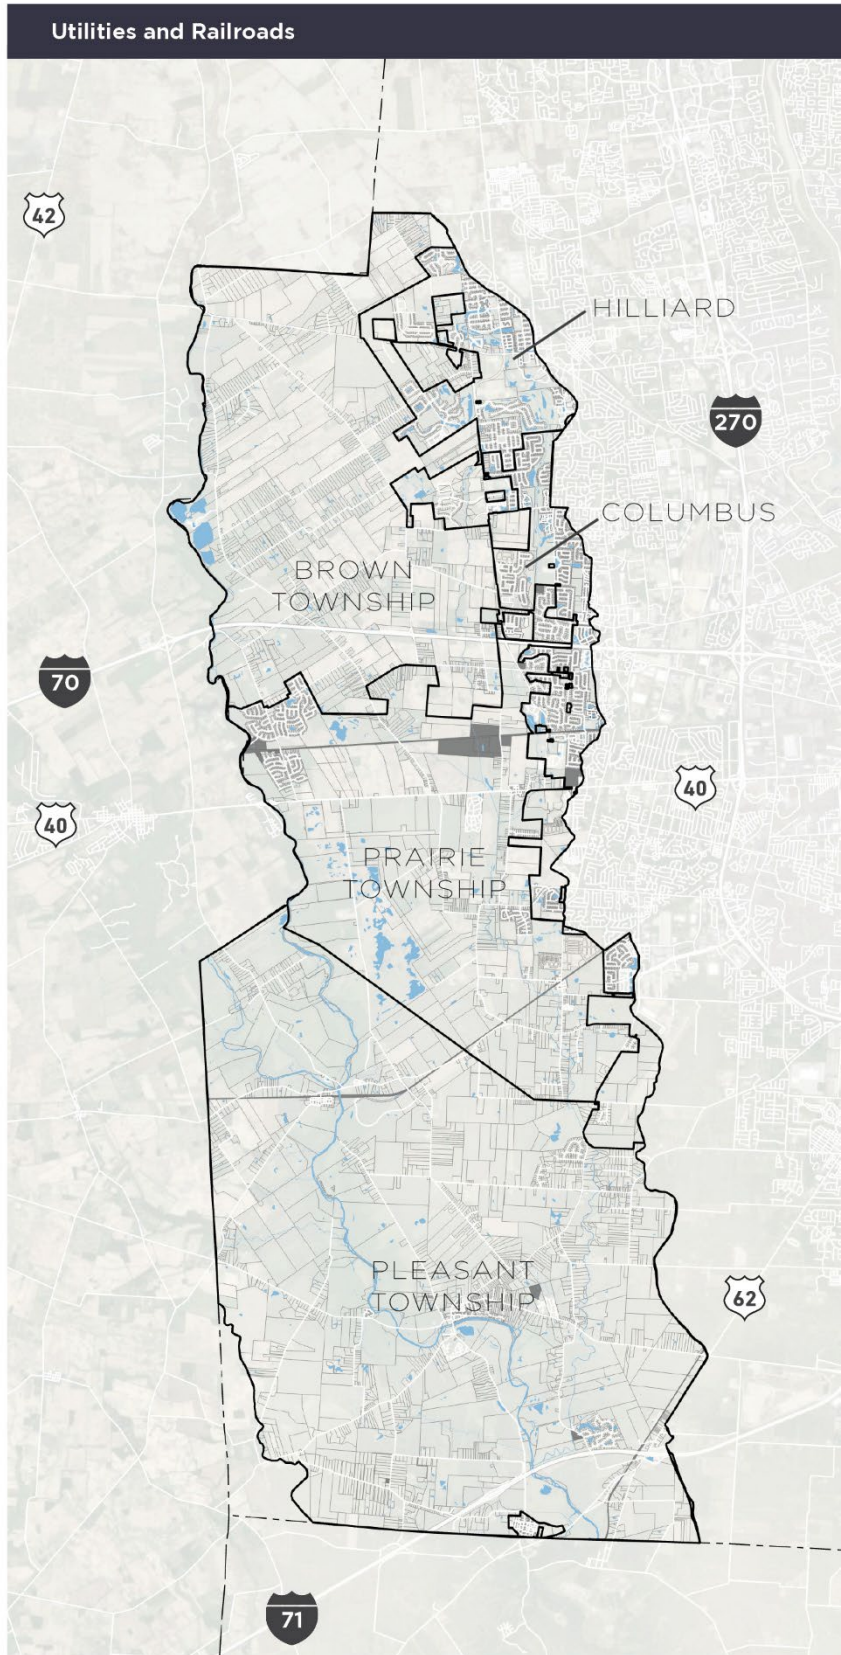 Utilities and Railroads
42
HILLIARD
270
COLUMBUS
BROWN
TOWNSHIP
70
40
40
PRAIRIE
TOWNSHIP
PLEASANT
TOWNSHIP
62
71